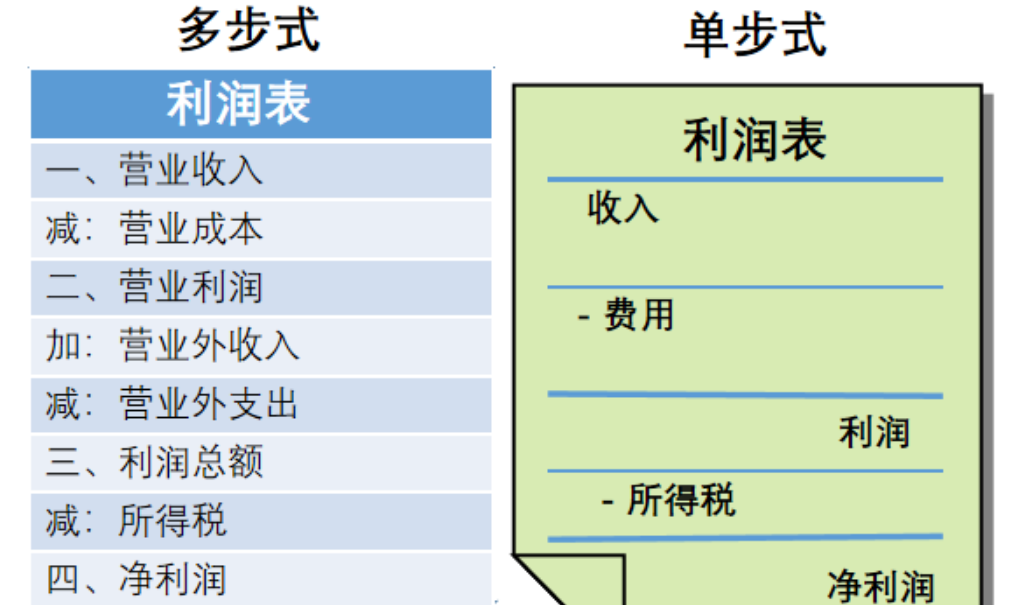 多步式
利润表
一、营业收入
减：营业成本
二、营业利润
加：营业外收入
减：营业外支出
三、利润总额
减：所得税
四、净利润
单步式
利润表
收入
- 费用
利润
- 所得税
净利润